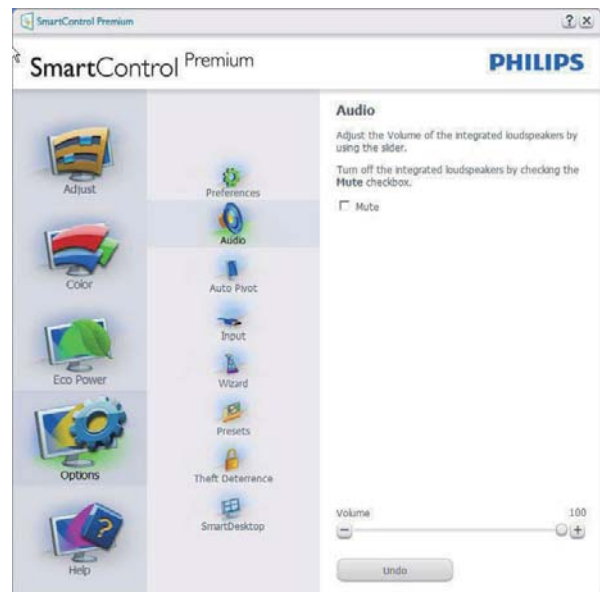 SmartControl Premium
? x
SmartControl Premium
PHILIPS
Adjust
Color
Eco Power
Options
?
Help
Preferences
Audio
Auto Pivot
Input
Wizard
Presets
Theft Deterrence
SmartDesktop
Audio
Adjust the Volume of the integrated loudspeakers by
using the slider.
Turn off the integrated loudspeakers by checking the
Mute checkbox.
Mute
Volume 100
- +
Undo